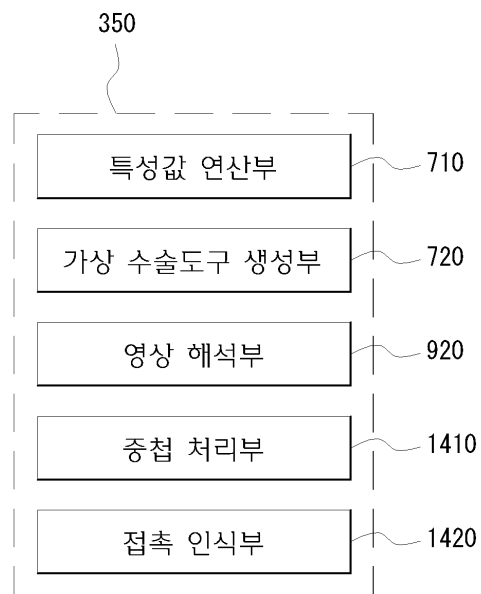 350
특성값 연산부 710
가상 수술도구 생성부 720
영상 해석부 920
중첩 처리부 1410
접촉 인식부 1420